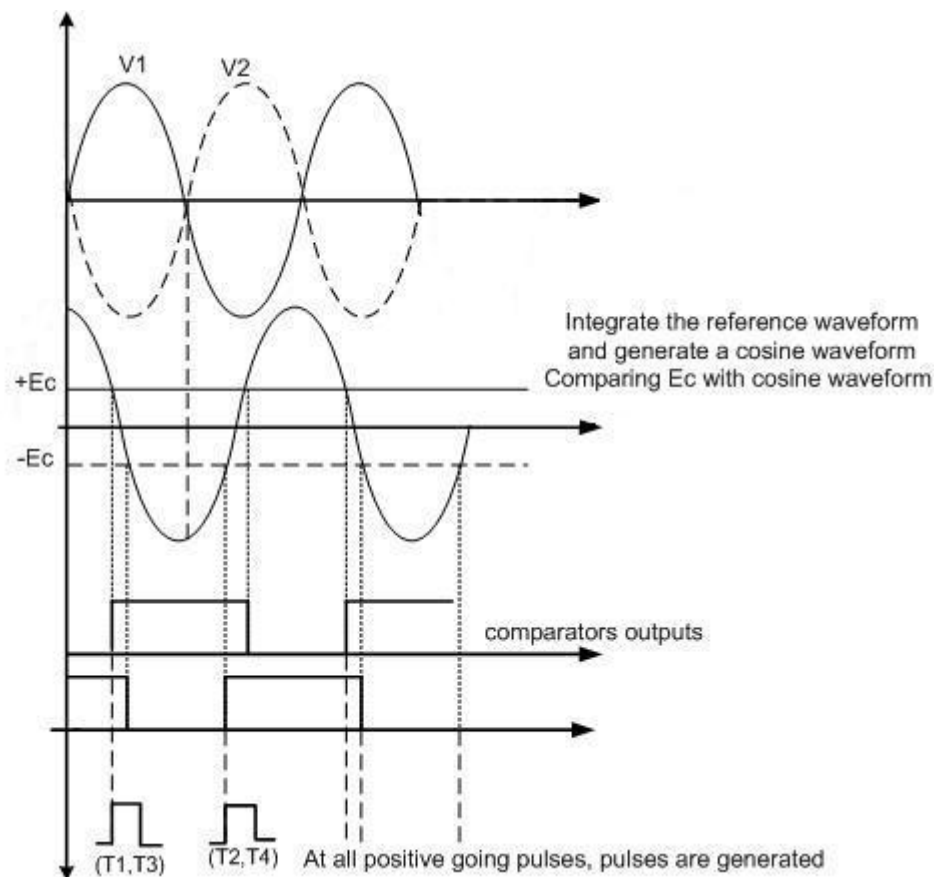 V1
V2
Integrate the reference waveform
and generate a cosine waveform
Comparing Ec with cosine waveform
+Ec
-Ec
comparators outputs
(T1,T3)
(T2,T4)
At all positive going pulses, pulses are generated